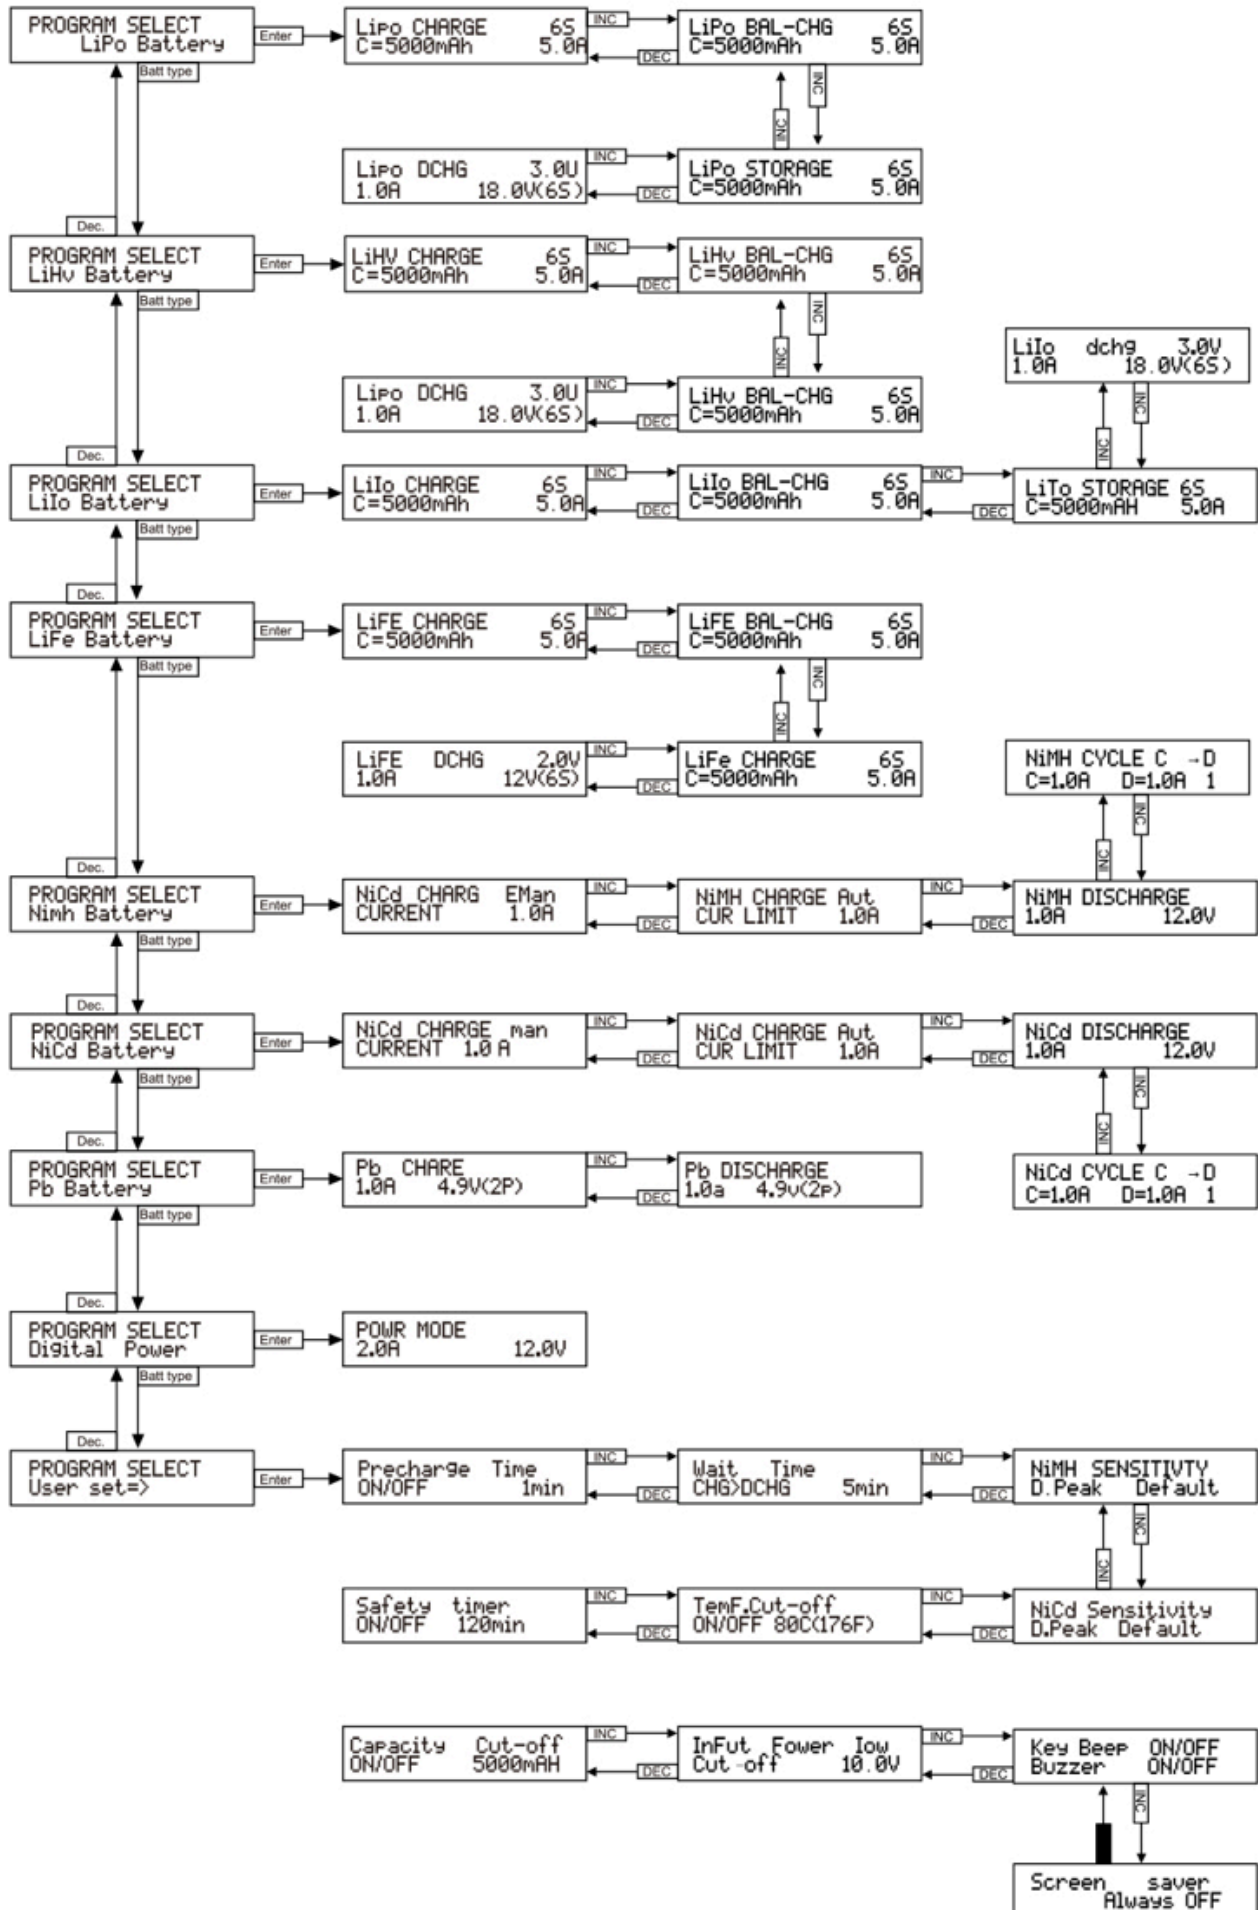 PROGRAM SELECT
LiPo Battery
Enter
Lipo CHARGE 6S
C=5000mAh 5.0A
INC
DEC
LiPo BAL-CHG 6S
C=5000mAh 5.0A
Batt type
INC
INC
Lipo DCHG 3.0U
1.0A 18.0V(6S)
INC
DEC
LiPo STORAGE 6S
C=5000mAh 5.0A
Dec.
PROGRAM SELECT
LiHv Battery
Enter
LiHV CHARGE 6S
C=5000mAh 5.0A
INC
DEC
LiHv BAL-CHG 6S
C=5000mAh 5.0A
Batt type
INC
INC
LiIo dchg 3.0V
1.0A 18.0V(6S)
Lipo DCHG 3.0U
1.0A 18.0V(6S)
INC
DEC
LiHv BAL-CHG 6S
C=5000mAh 5.0A
INC
INC
Dec.
PROGRAM SELECT
LiIo Battery
Enter
LiIo CHARGE 6S
C=5000mAh 5.0A
INC
DEC
LiIo BAL-CHG 6S
C=5000mAh 5.0A
INC
DEC
LiTo STORAGE 6S
C=5000mAH 5.0A
Batt type
Dec.
PROGRAM SELECT
LiFe Battery
Enter
LiFE CHARGE 6S
C=5000mAh 5.0A
INC
DEC
LiFE BAL-CHG 6S
C=5000mAh 5.0A
Batt type
INC
INC
LiFE DCHG 2.0V
1.0A 12V(6S)
INC
DEC
LiFe CHARGE 6S
C=5000mAh 5.0A
NiMH CYCLE C →D
C=1.0A D=1.0A 1
INC
INC
Dec.
PROGRAM SELECT
Nimh Battery
Enter
NiCd CHARG EMan
CURRENT 1.0A
INC
DEC
NiMH CHARGE Aut
CUR LIMIT 1.0A
INC
DEC
NiMH DISCHARGE
1.0A 12.0V
Batt type
Dec.
PROGRAM SELECT
NiCd Battery
Enter
NiCd CHARGE man
CURRENT 1.0 A
INC
DEC
NiCd CHARGE Aut
CUR LIMIT 1.0A
INC
DEC
NiCd DISCHARGE
1.0A 12.0V
Batt type
INC
INC
Dec.
PROGRAM SELECT
Pb Battery
Enter
Pb CHARE
1.0A 4.9V(2P)
INC
DEC
Pb DISCHARGE
1.0a 4.9v(2P)
NiCd CYCLE C →D
C=1.0A D=1.0A 1
Batt type
Dec.
PROGRAM SELECT
Digital Power
Enter
POWR MODE
2.0A 12.0V
Batt type
Dec.
PROGRAM SELECT
User set=>
Enter
Precharge Time
ON/OFF 1min
INC
DEC
Wait Time
CHG>DCHG 5min
INC
DEC
NiMH SENSITIVTY
D.Peak Default
INC
INC
Safety timer
ON/OFF 120min
INC
DEC
TemF.Cut-off
ON/OFF 80C(176F)
INC
DEC
NiCd Sensitivity
D.Peak Default
Capacity Cut-off
ON/OFF 5000mAH
INC
DEC
InFut Fower Iow
Cut-off 10.0V
INC
DEC
Key Beep ON/OFF
Buzzer ON/OFF
INC
Screen saver
Always OFF